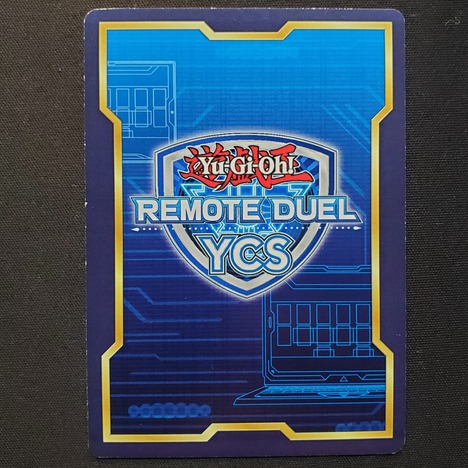 遊戯王
Yu-Gi-Oh!
REMOTE DUEL
YCS